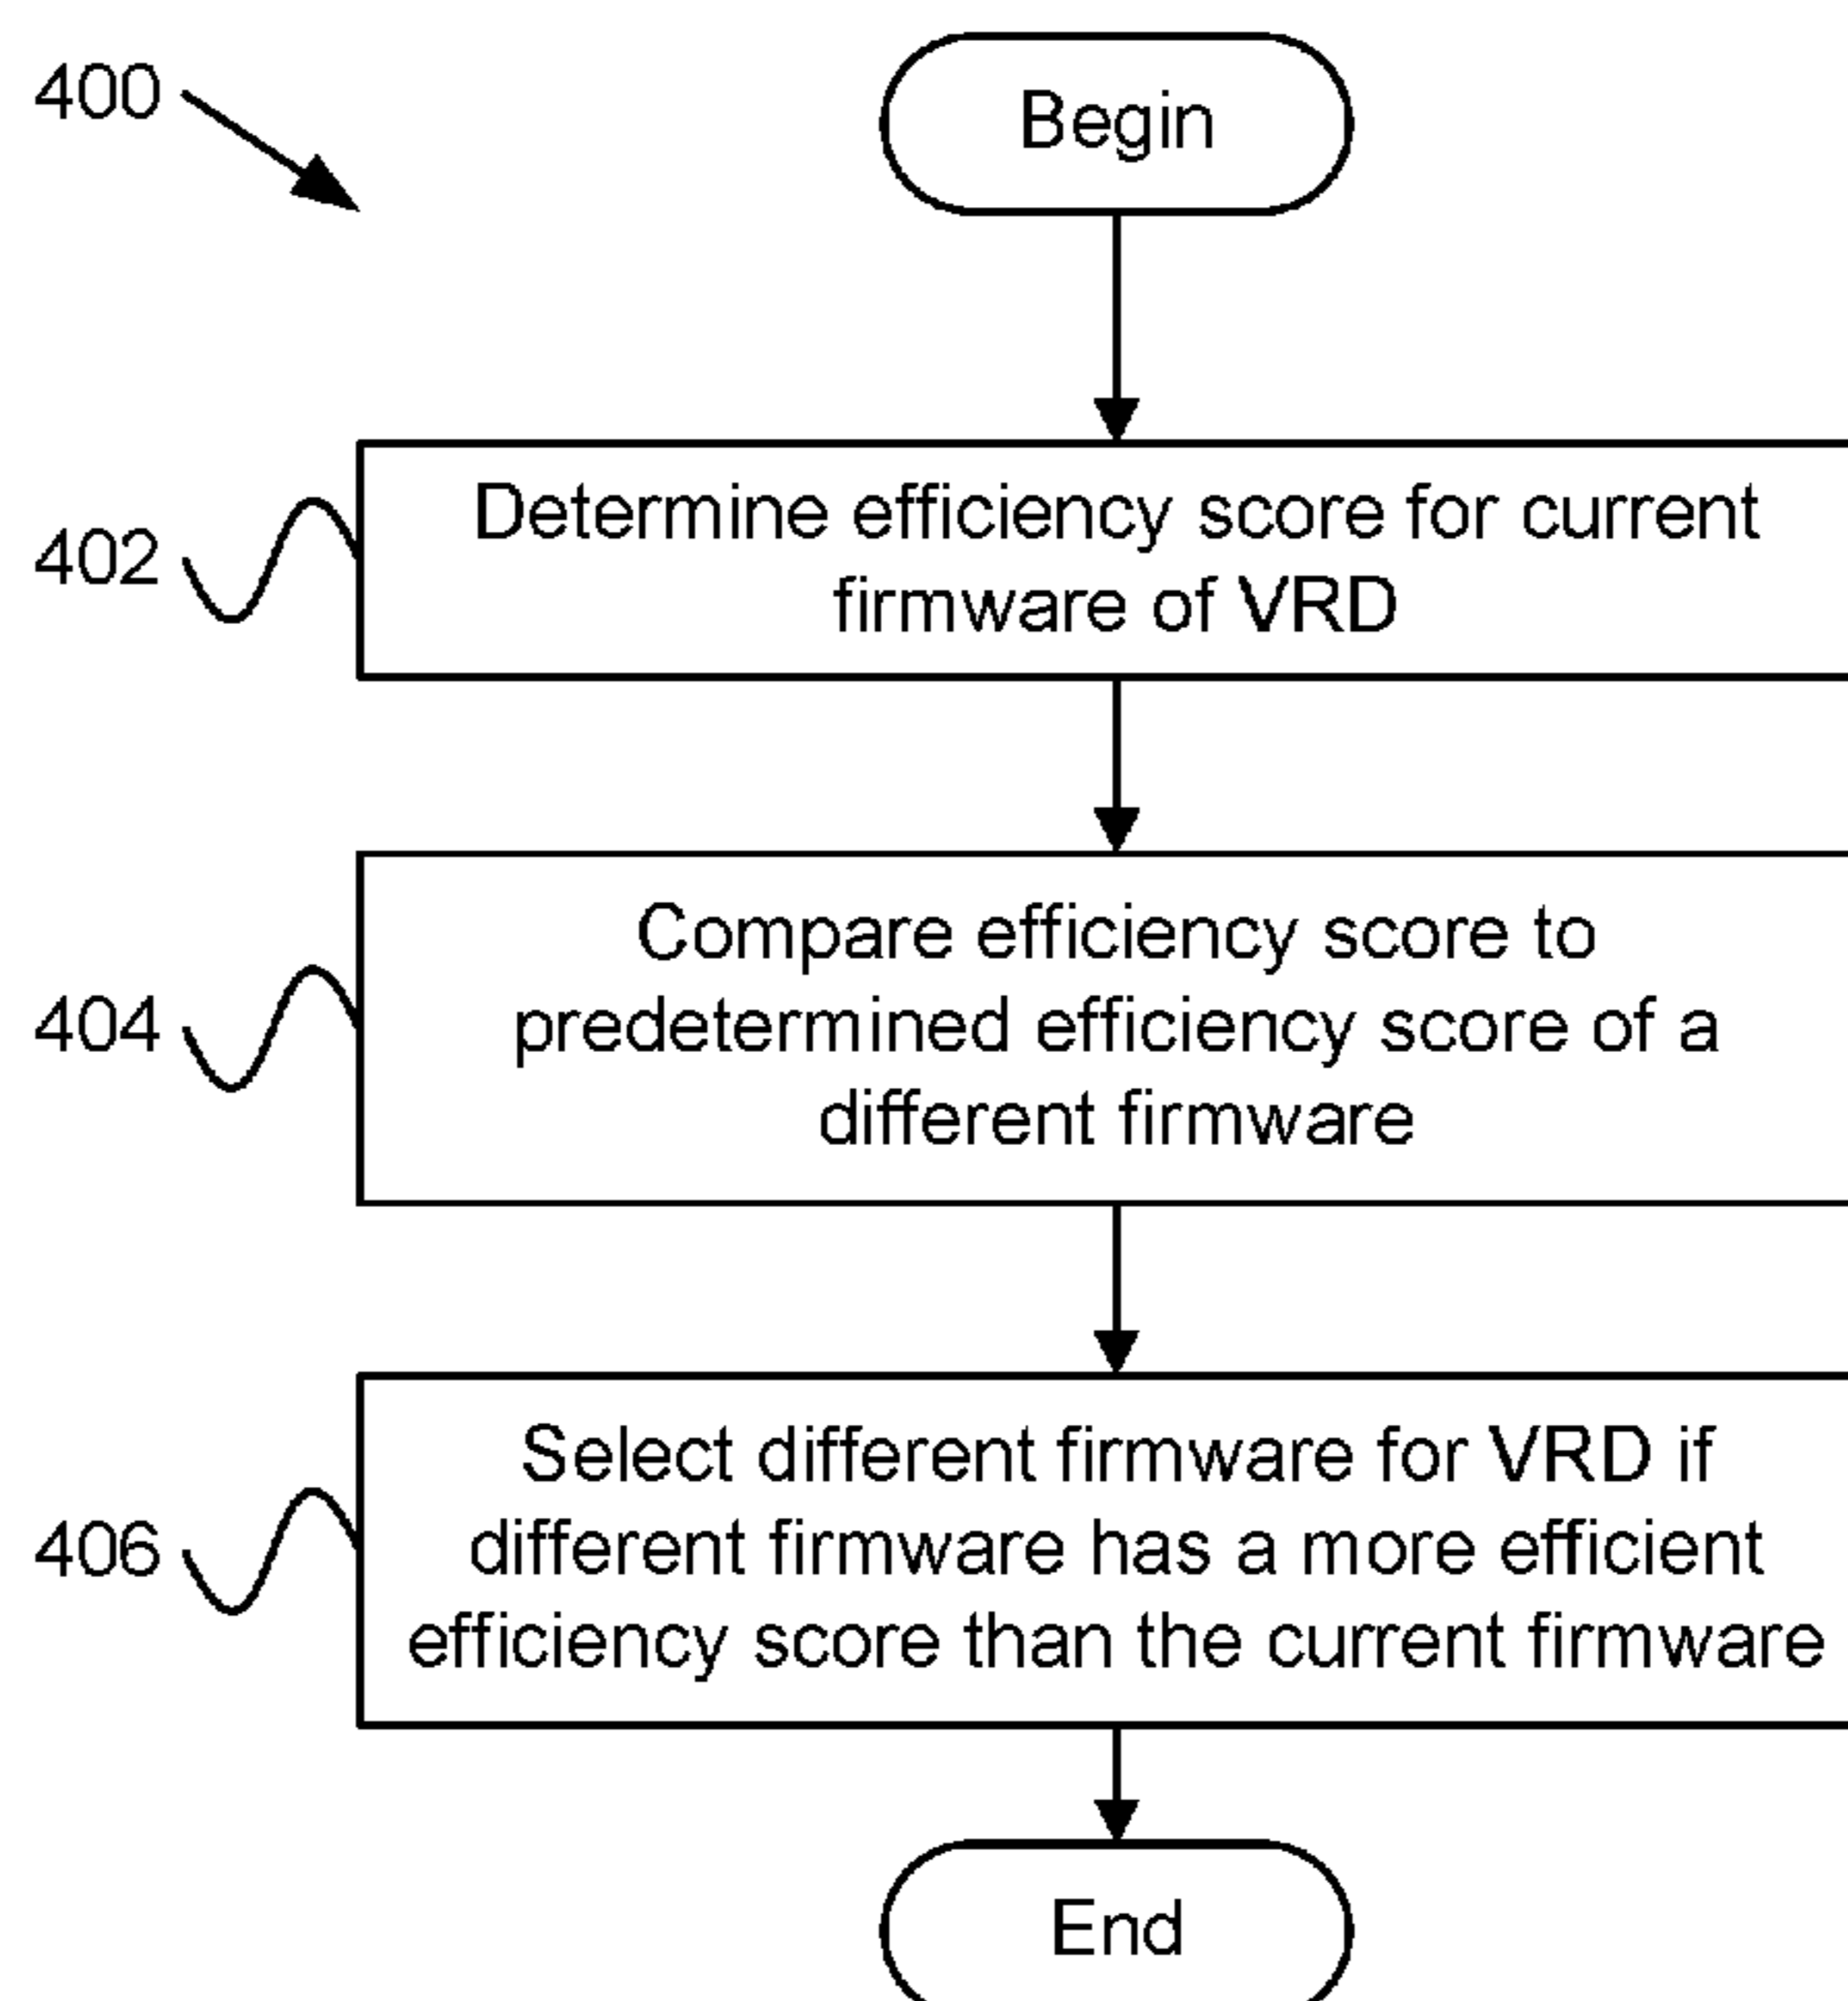 400
Begin
402
Determine efficiency score for current
firmware of VRD
404
Compare efficiency score to
predetermined efficiency score of a
different firmware
406
Select different firmware for VRD if
different firmware has a more efficient
efficiency score than the current firmware
End